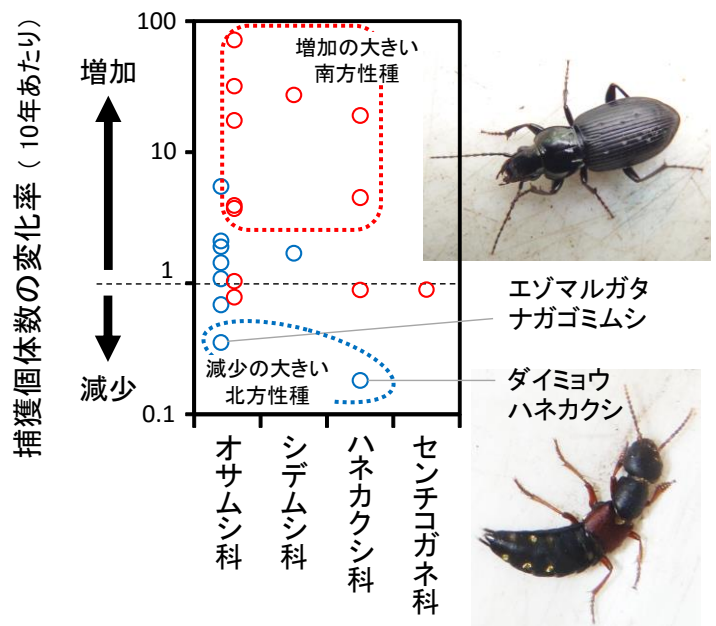 捕獲個体数の変化率（10年あたり）
増加
減少
100
10
1
0.1
増加の大きい
南方性種
減少の大きい
北方性種
エゾマルガタ
ナガゴミムシ
ダイミョウ
ハネカクシ
オサムシ科
シデムシ科
ハネカクシ科
センチコガネ科